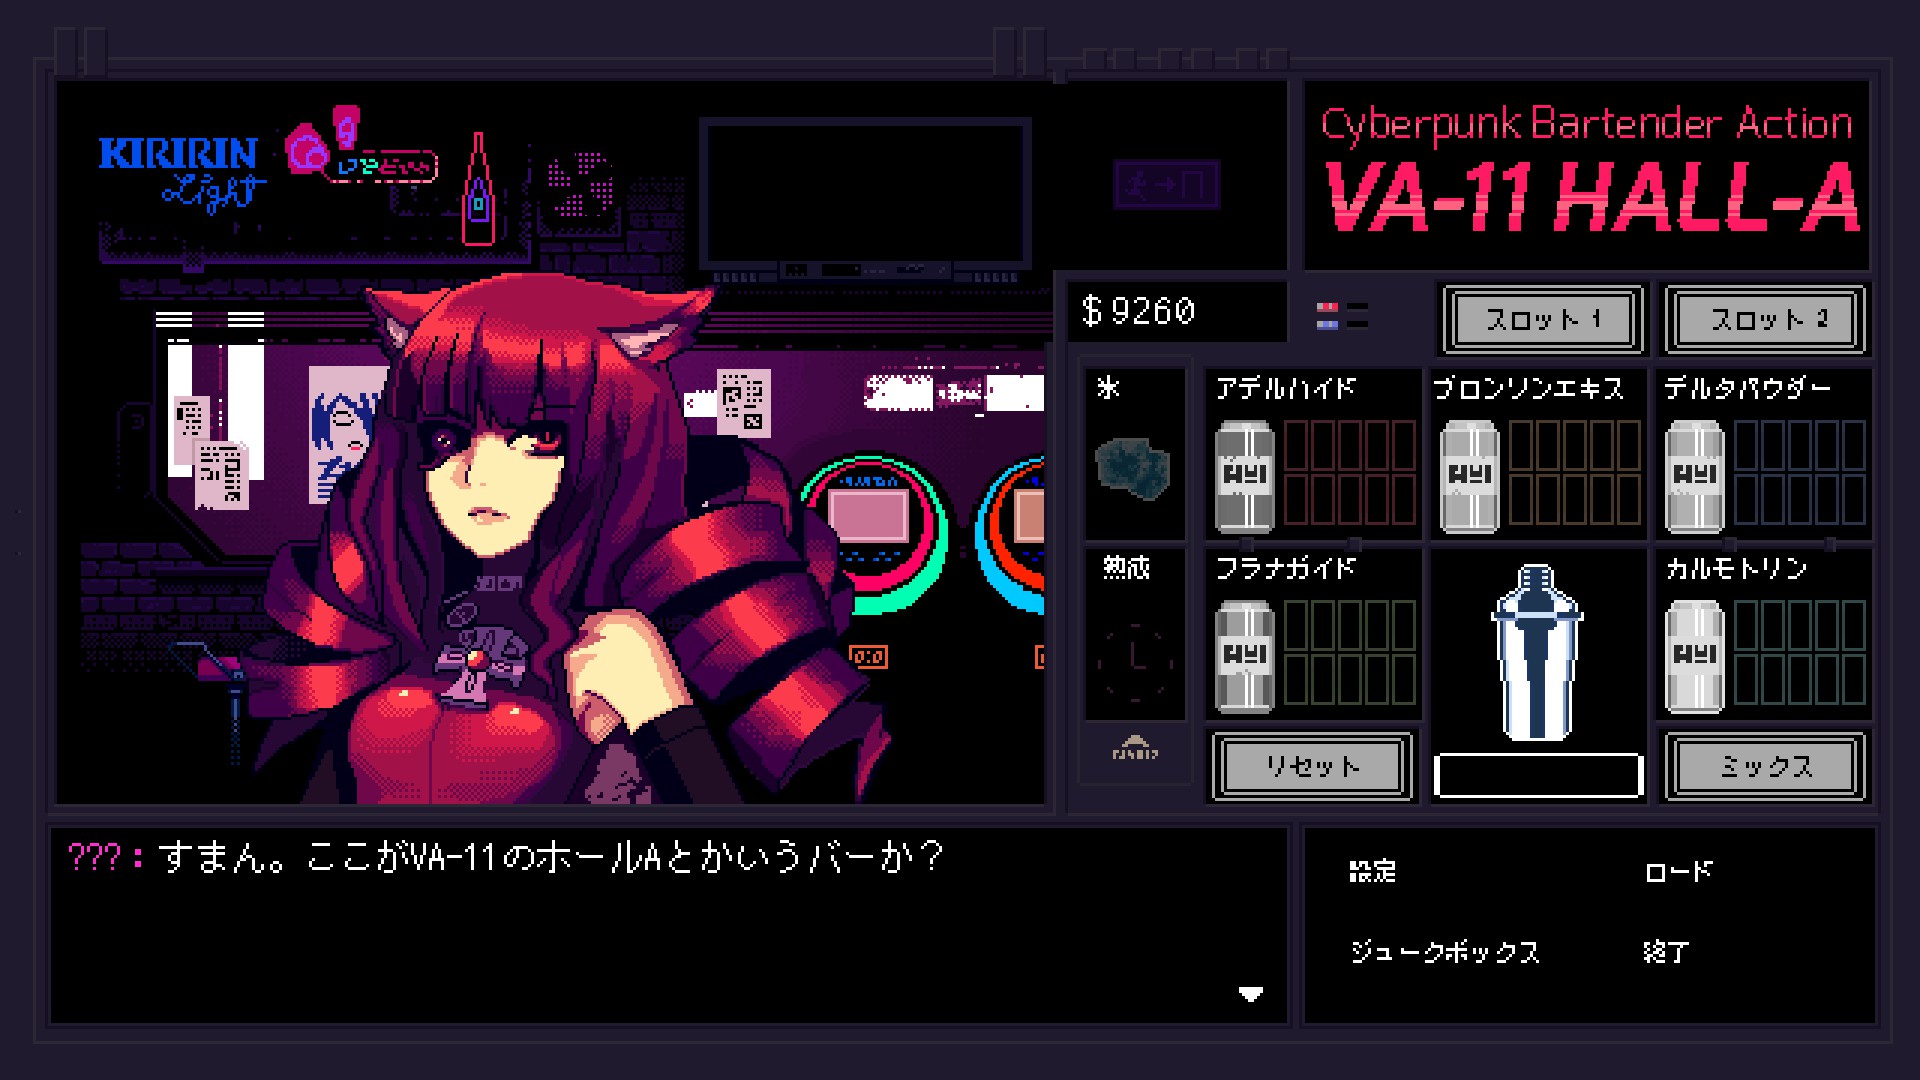 KIRIRIN
Light
Cyberpunk Bartender Action
VA-11 HALL-A
$9260
スロット 1
スロット 2
氷
アデルハイド
ブロンソンエキス
デルタパウダー
熟成
フラナガイド
カルモトリン
リセット
ミックス
???: すまん。ここがVA-11のホールAとかいうバーか？
設定
ロード
ジュークボックス
終了